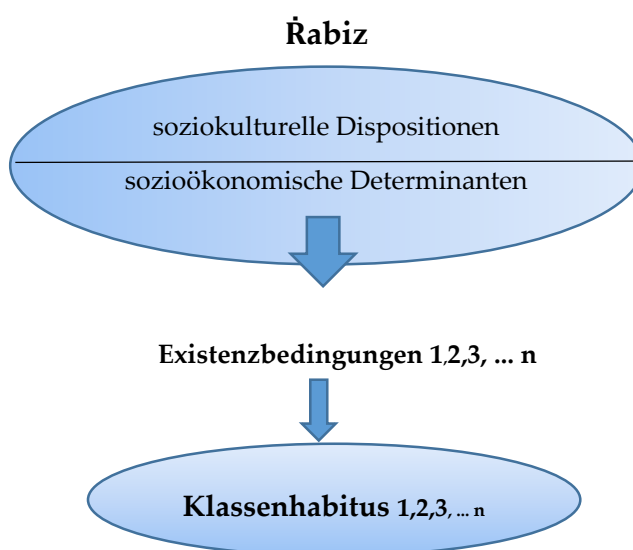 Ṙabiz
soziokulturelle Dispositionen
sozioökonomische Determinanten
Existenzbedingungen 1,2,3, ... n
Klassenhabitus 1,2,3, ... n